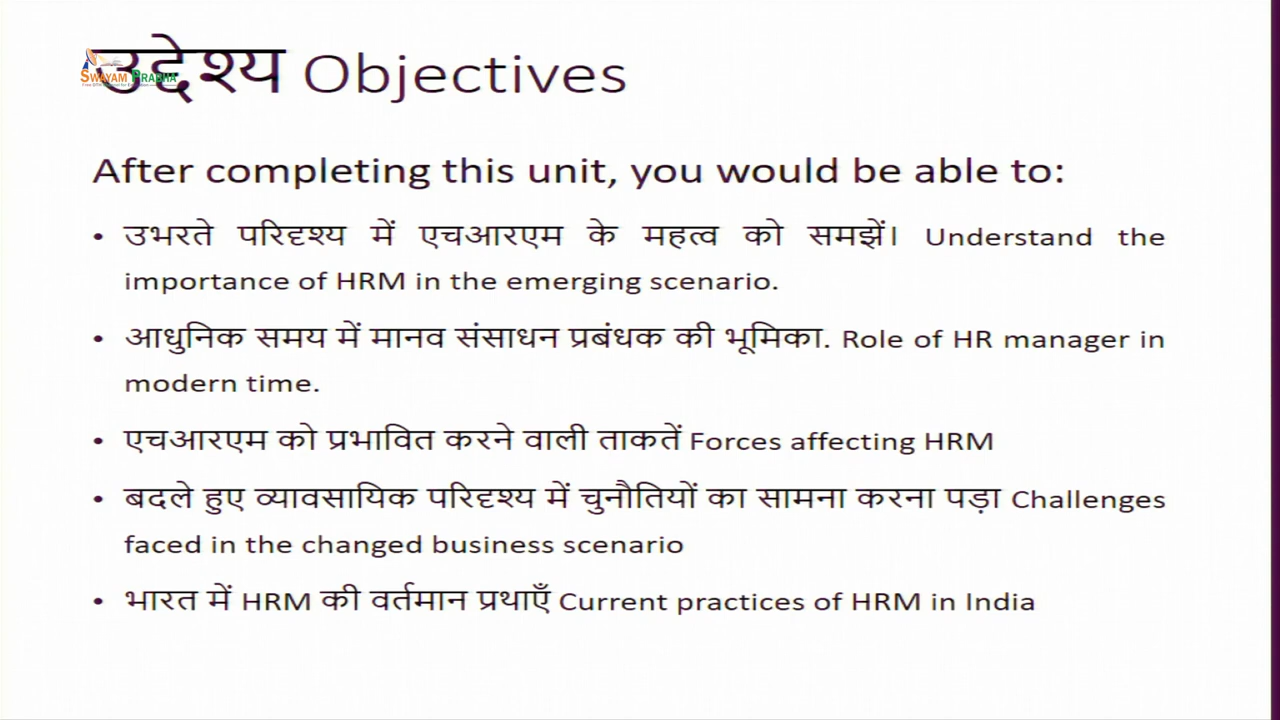 उद्देश्य Objectives
SWAYAM PRABHA
After completing this unit, you would be able to:
• उभरते परिदृश्य में एचआरएम के महत्व को समझें। Understand the
importance of HRM in the emerging scenario.
• आधुनिक समय में मानव संसाधन प्रबंधक की भूमिका. Role of HR manager in
modern time.
• एचआरएम को प्रभावित करने वाली ताकतें Forces affecting HRM
• बदले हुए व्यावसायिक परिदृश्य में चुनौतियों का सामना करना पड़ा Challenges
faced in the changed business scenario
• भारत में HRM की वर्तमान प्रथाएँ Current practices of HRM in India